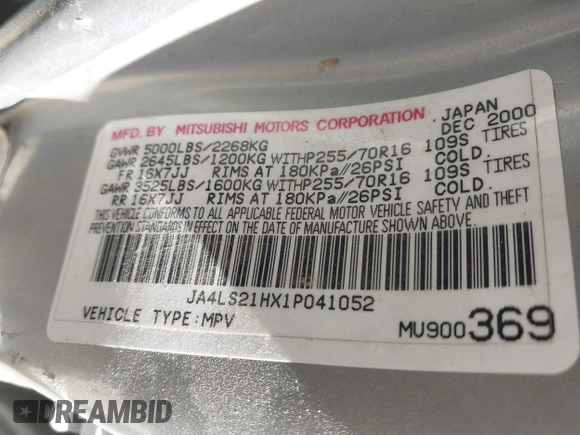 MFD. BY MITSUBISHI MOTORS CORPORATION. JAPAN
GVWR 5000LBS/2268KG DEC 2000
GAWR 2645LBS/1200KG WITHP255/70R16 109S
FR 16X7JJ RIMS AT 180KPa//26PSI COLD.
GAWR 3525LBS/1600KG WITHP255/70R16 109S
RR 16X7JJ RIMS AT 180KPa//26PSI COLD.
THIS VEHICLE CONFORMS TO ALL APPLICABLE FEDERAL MOTOR VEHICLE SAFETY AND THEFT
PREVENTION STANDARDS IN EFFECT ON THE DATE OF MANUFACTURE SHOWN ABOVE.
JA4LS21HX1P041052
VEHICLE TYPE:MPV
MU900369
DREAMBID